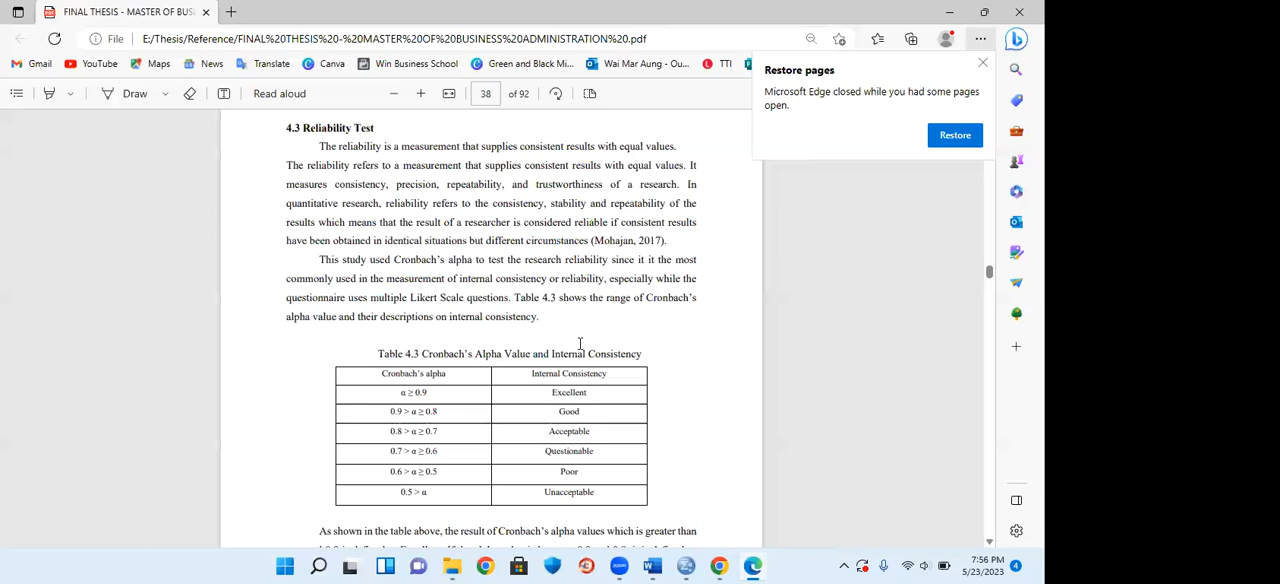 FINAL THESIS - MASTER OF BUS
File
E:/Thesis/Reference/FINAL%20THESIS%20-%20MASTER%20OF%20BUSINESS%20ADMINISTRATION%20.pdf
Gmail YouTube Maps News Translate Canva Win Business School Green and Black Mi... Wai Mar Aung - Ou... TTI
Restore pages
Microsoft Edge closed while you had some pages
open.
Restore
Draw Read aloud 38 of 92
4.3 Reliability Test
The reliability is a measurement that supplies consistent results with equal values.
The reliability refers to a measurement that supplies consistent results with equal values. It
measures consistency, precision, repeatability, and trustworthiness of a research. In
quantitative research, reliability refers to the consistency, stability and repeatability of the
results which means that the result of a researcher is considered reliable if consistent results
have been obtained in identical situations but different circumstances (Mohajan, 2017).
This study used Cronbach's alpha to test the research reliability since it it the most
commonly used in the measurement of internal consistency or reliability, especially while the
questionnaire uses multiple Likert Scale questions. Table 4.3 shows the range of Cronbach's
alpha value and their descriptions on internal consistency.
Table 4.3 Cronbach's Alpha Value and Internal Consistency
Cronbach's alpha Internal Consistency
α ≥ 0.9 Excellent
0.9 > α ≥ 0.8 Good
0.8 > α ≥ 0.7 Acceptable
0.7 > α ≥ 0.6 Questionable
0.6 > α ≥ 0.5 Poor
0.5 > α Unacceptable
As shown in the table above, the result of Cronbach's alpha values which is greater than
7:56 PM
5/23/2023
4